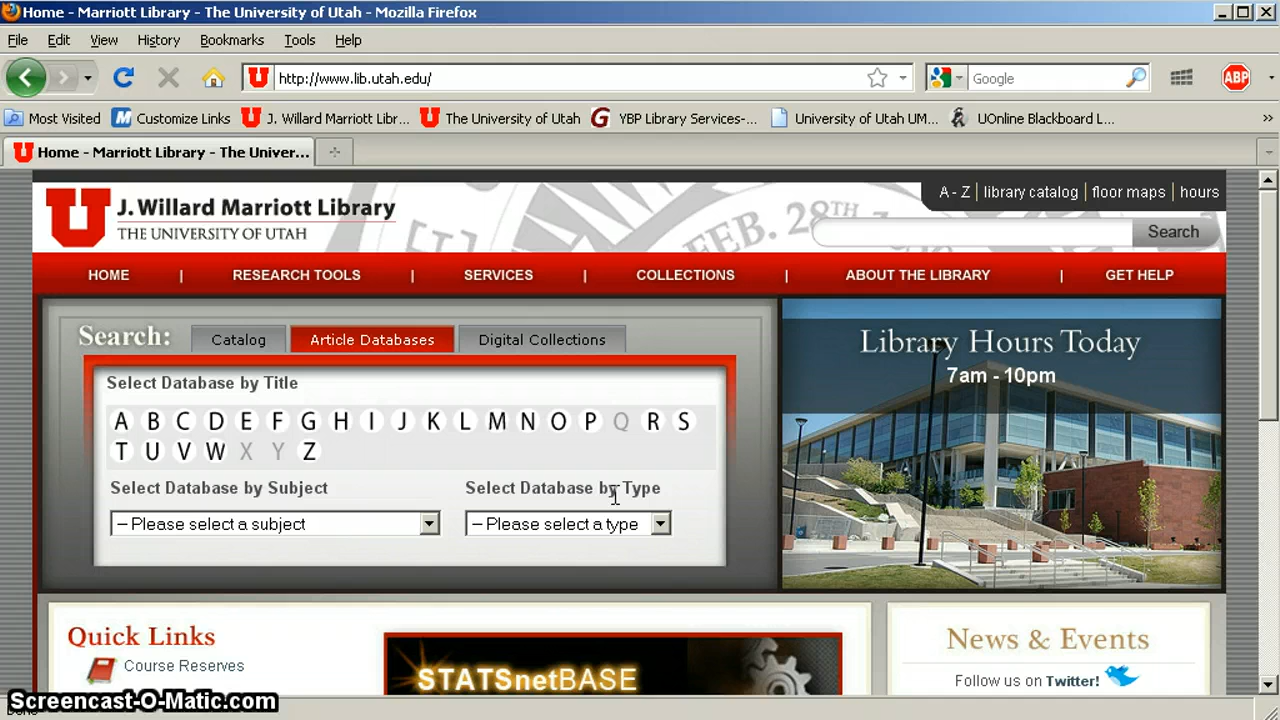 Home - Marriott Library - The University of Utah - Mozilla Firefox
File Edit View History Bookmarks Tools Help
http://www.lib.utah.edu/ Google ABP
Most Visited Customize Links J. Willard Marriott Libr... The University of Utah YBP Library Services-... University of Utah UM... UOnline Blackboard L... »
Home - Marriott Library - The Univer...
A - Z | library catalog | floor maps | hours
J. Willard Marriott Library
THE UNIVERSITY OF UTAH
FEB. 28TH
Search
HOME | RESEARCH TOOLS | SERVICES | COLLECTIONS | ABOUT THE LIBRARY | GET HELP
Search: Catalog Article Databases Digital Collections
Library Hours Today
7am - 10pm
Select Database by Title
A B C D E F G H I J K L M N O P Q R S
T U V W X Y Z
Select Database by Subject Select Database by Type
– Please select a subject – Please select a type
Quick Links
Course Reserves
STATSnetBASE
News & Events
Follow us on Twitter!
Screencast-O-Matic.com